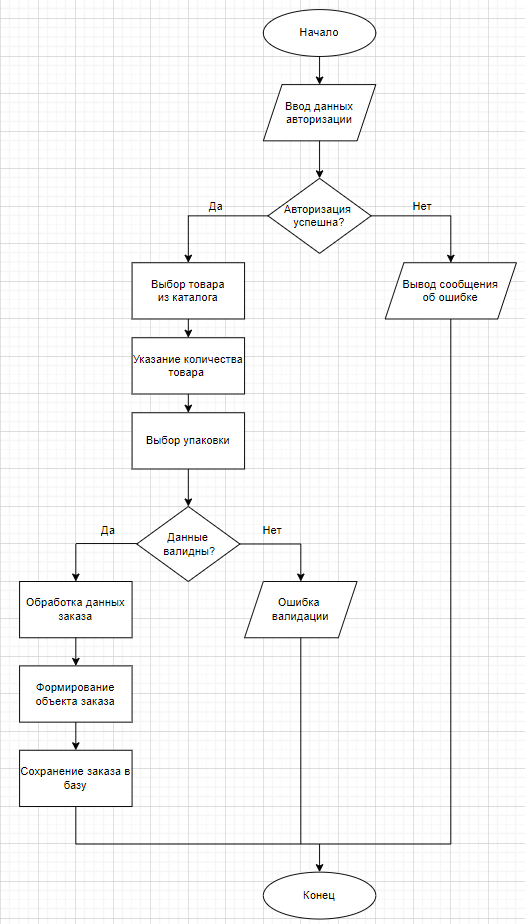 Начало
Ввод данных
авторизации
Авторизация
успешна?
Да
Нет
Выбор товара
из каталога
Вывод сообщения
об ошибке
Указание количества
товара
Выбор упаковки
Данные
валидны?
Да
Нет
Обработка данных
заказа
Ошибка
валидации
Формирование
объекта заказа
Сохранение заказа в
базу
Конец